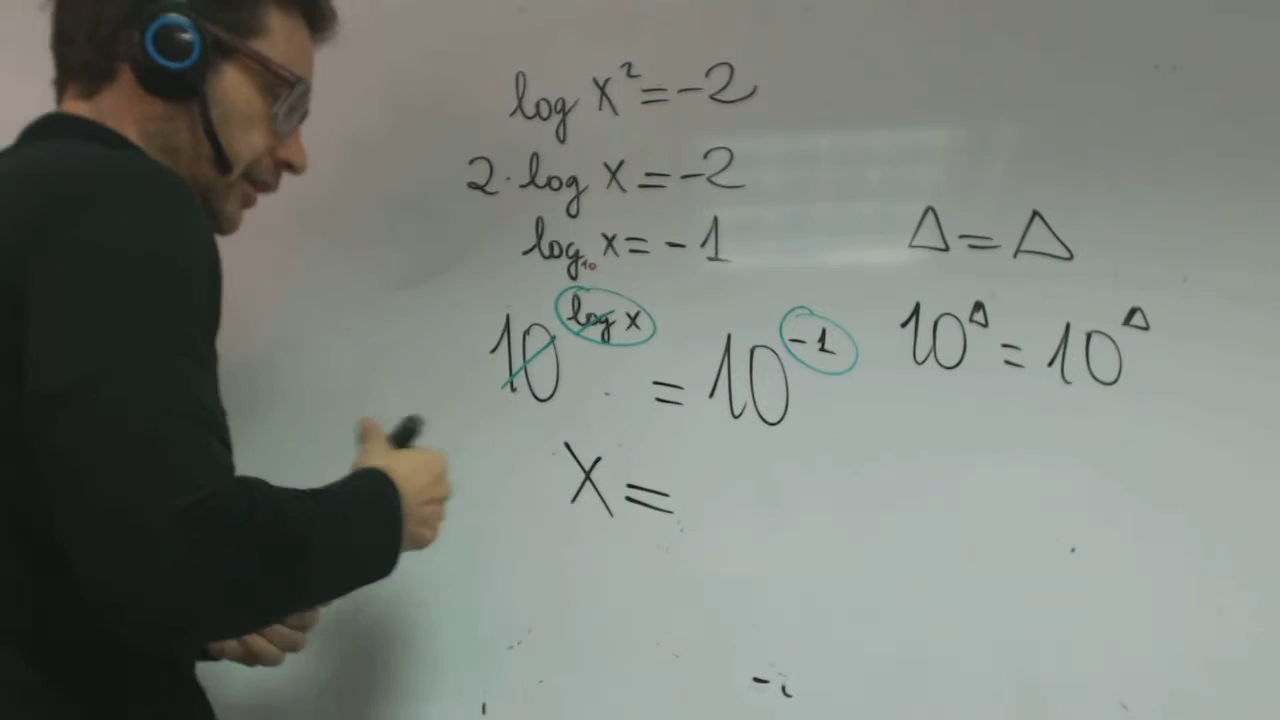 log x² = -2
2·log x = -2
log₁₀ x = -1
Δ = Δ
10^log x = 10^-1
10^Δ = 10^Δ
x =